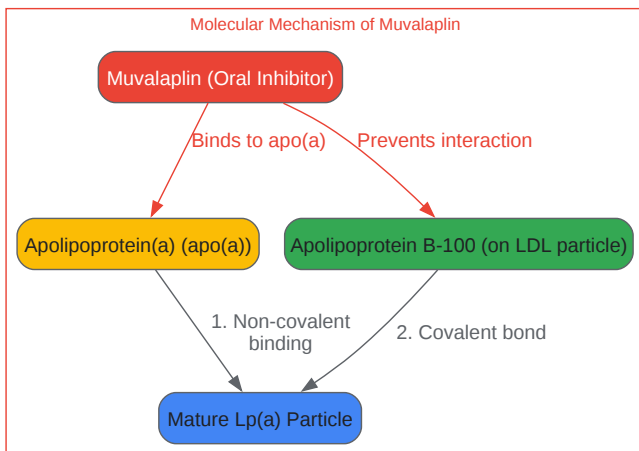 Molecular Mechanism of Muvalaplin
Muvalaplin (Oral Inhibitor)
Binds to apo(a)
Prevents interaction
Apolipoprotein(a) (apo(a))
Apolipoprotein B-100 (on LDL particle)
1. Non-covalent
binding
2. Covalent bond
Mature Lp(a) Particle